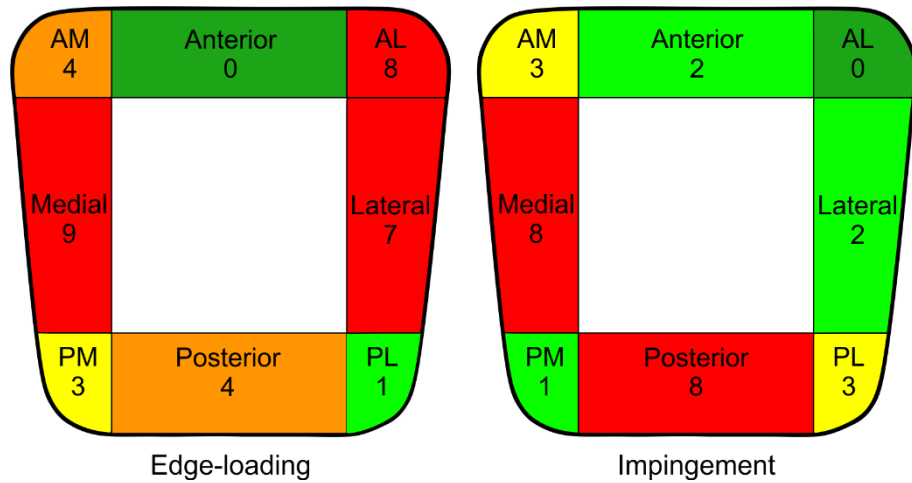 AM
4
Anterior
0
AL
8
Medial
9
Lateral
7
PM
3
Posterior
4
PL
1
Edge-loading
AM
3
Anterior
2
AL
0
Medial
8
Lateral
2
PM
1
Posterior
8
PL
3
Impingement